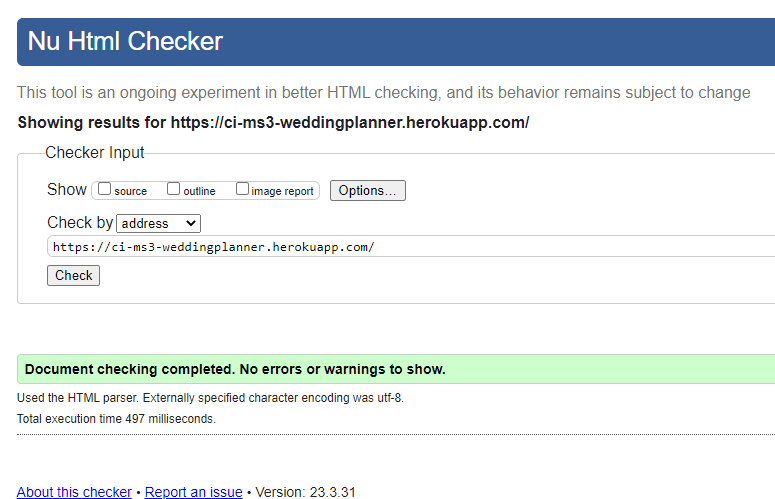 Nu Html Checker
This tool is an ongoing experiment in better HTML checking, and its behavior remains subject to change
Showing results for https://ci-ms3-weddingplanner.herokuapp.com/
Checker Input
Show source outline image report Options...
Check by address
https://ci-ms3-weddingplanner.herokuapp.com/
Check
Document checking completed. No errors or warnings to show.
Used the HTML parser. Externally specified character encoding was utf-8.
Total execution time 497 milliseconds.
About this checker • Report an issue • Version: 23.3.31